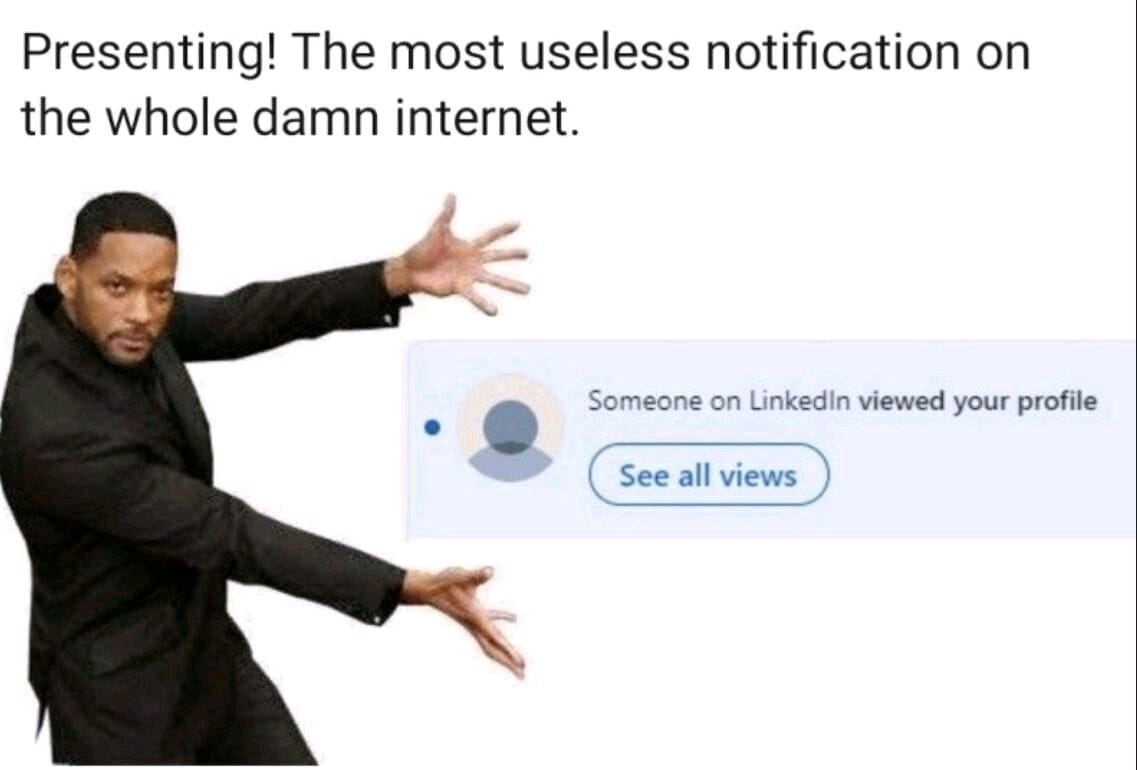 Presenting! The most useless notification on
the whole damn internet.
Someone on LinkedIn viewed your profile
See all views